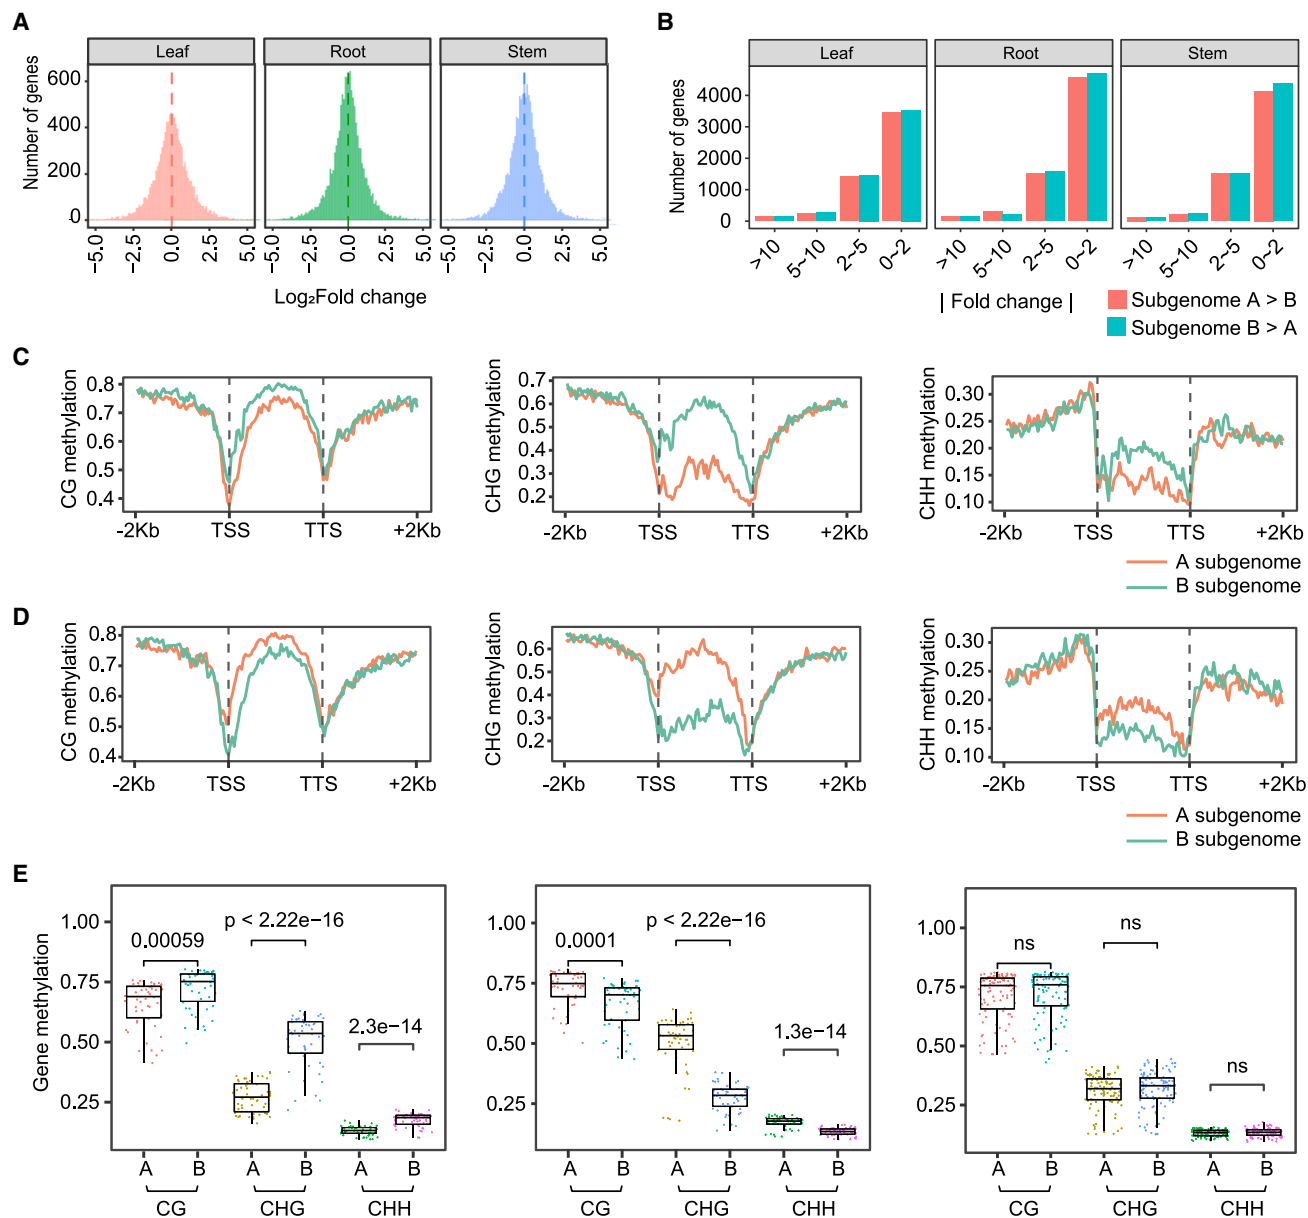 A
Leaf
Root
Stem
Number of genes
600
400
200
0
−5.0
−2.5
0.0
2.5
5.0
−5.0
−2.5
0.0
2.5
5.0
−5.0
−2.5
0.0
2.5
5.0
Log₂Fold change
B
Leaf
Root
Stem
Number of genes
4000
3000
2000
1000
0
>10
5~10
2~5
0~2
>10
5~10
2~5
0~2
>10
5~10
2~5
0~2
| Fold change |
Subgenome A > B
Subgenome B > A
C
CG methylation
0.8
0.7
0.6
0.5
0.4
-2Kb
TSS
TTS
+2Kb
CHG methylation
0.7
0.6
0.5
0.4
0.3
0.2
-2Kb
TSS
TTS
+2Kb
CHH methylation
0.30
0.25
0.20
0.15
0.10
-2Kb
TSS
TTS
+2Kb
A subgenome
B subgenome
D
CG methylation
0.8
0.7
0.6
0.5
0.4
-2Kb
TSS
TTS
+2Kb
CHG methylation
0.6
0.5
0.4
0.3
0.2
-2Kb
TSS
TTS
+2Kb
CHH methylation
0.30
0.25
0.20
0.15
0.10
-2Kb
TSS
TTS
+2Kb
A subgenome
B subgenome
E
Gene methylation
1.00
0.75
0.50
0.25
0.00059
p < 2.22e−16
2.3e−14
A
B
A
B
A
B
CG
CHG
CHH
1.00
0.75
0.50
0.25
0.0001
p < 2.22e−16
1.3e−14
A
B
A
B
A
B
CG
CHG
CHH
1.00
0.75
0.50
0.25
ns
ns
ns
A
B
A
B
A
B
CG
CHG
CHH